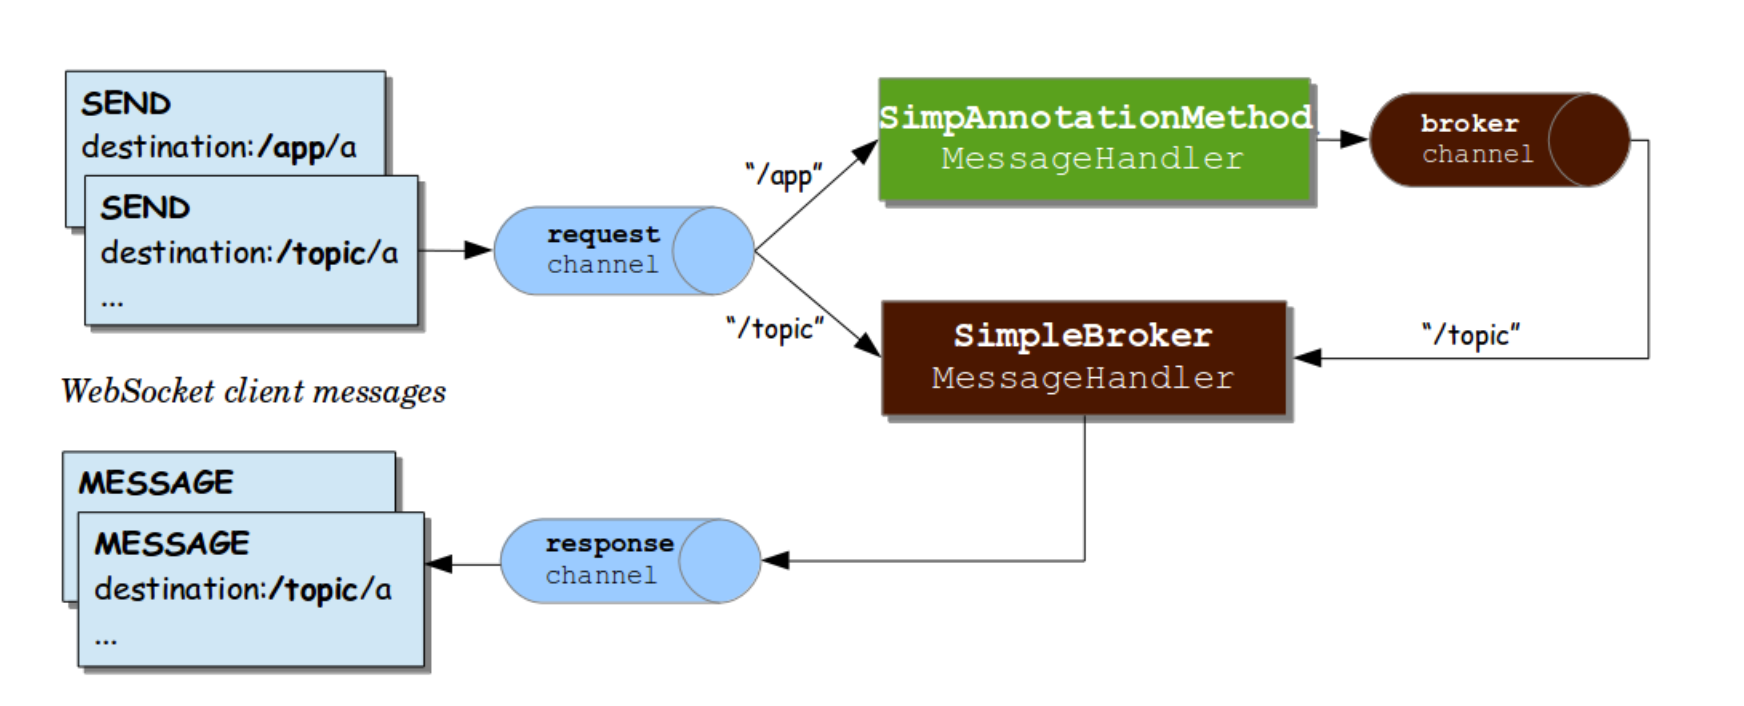 SEND
destination:/app/a
SEND
destination:/topic/a
...
request
channel
“/app”
“/topic”
SimpAnnotationMethod
MessageHandler
broker
channel
SimpleBroker
MessageHandler
“/topic”
WebSocket client messages
MESSAGE
MESSAGE
destination:/topic/a
...
response
channel